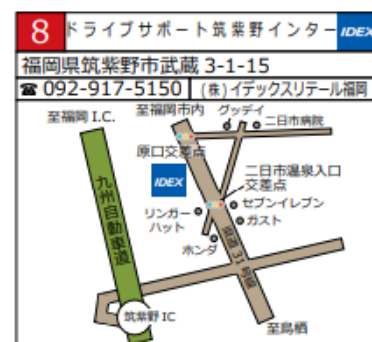 8 ドライブサポート筑紫野インター IDEX
福岡県筑紫野市武蔵 3-1-15
☎ 092-917-5150 (株)イデックスリテール福岡
至福岡 I.C.
至福岡市内
グッデイ
二日市病院
原口交差点
IDEX
二日市温泉入口
交差点
九州自動車道
リンガー
ハット
セブンイレブン
ガスト
ホンダ
県道 31 号線
筑紫野 IC
至鳥栖